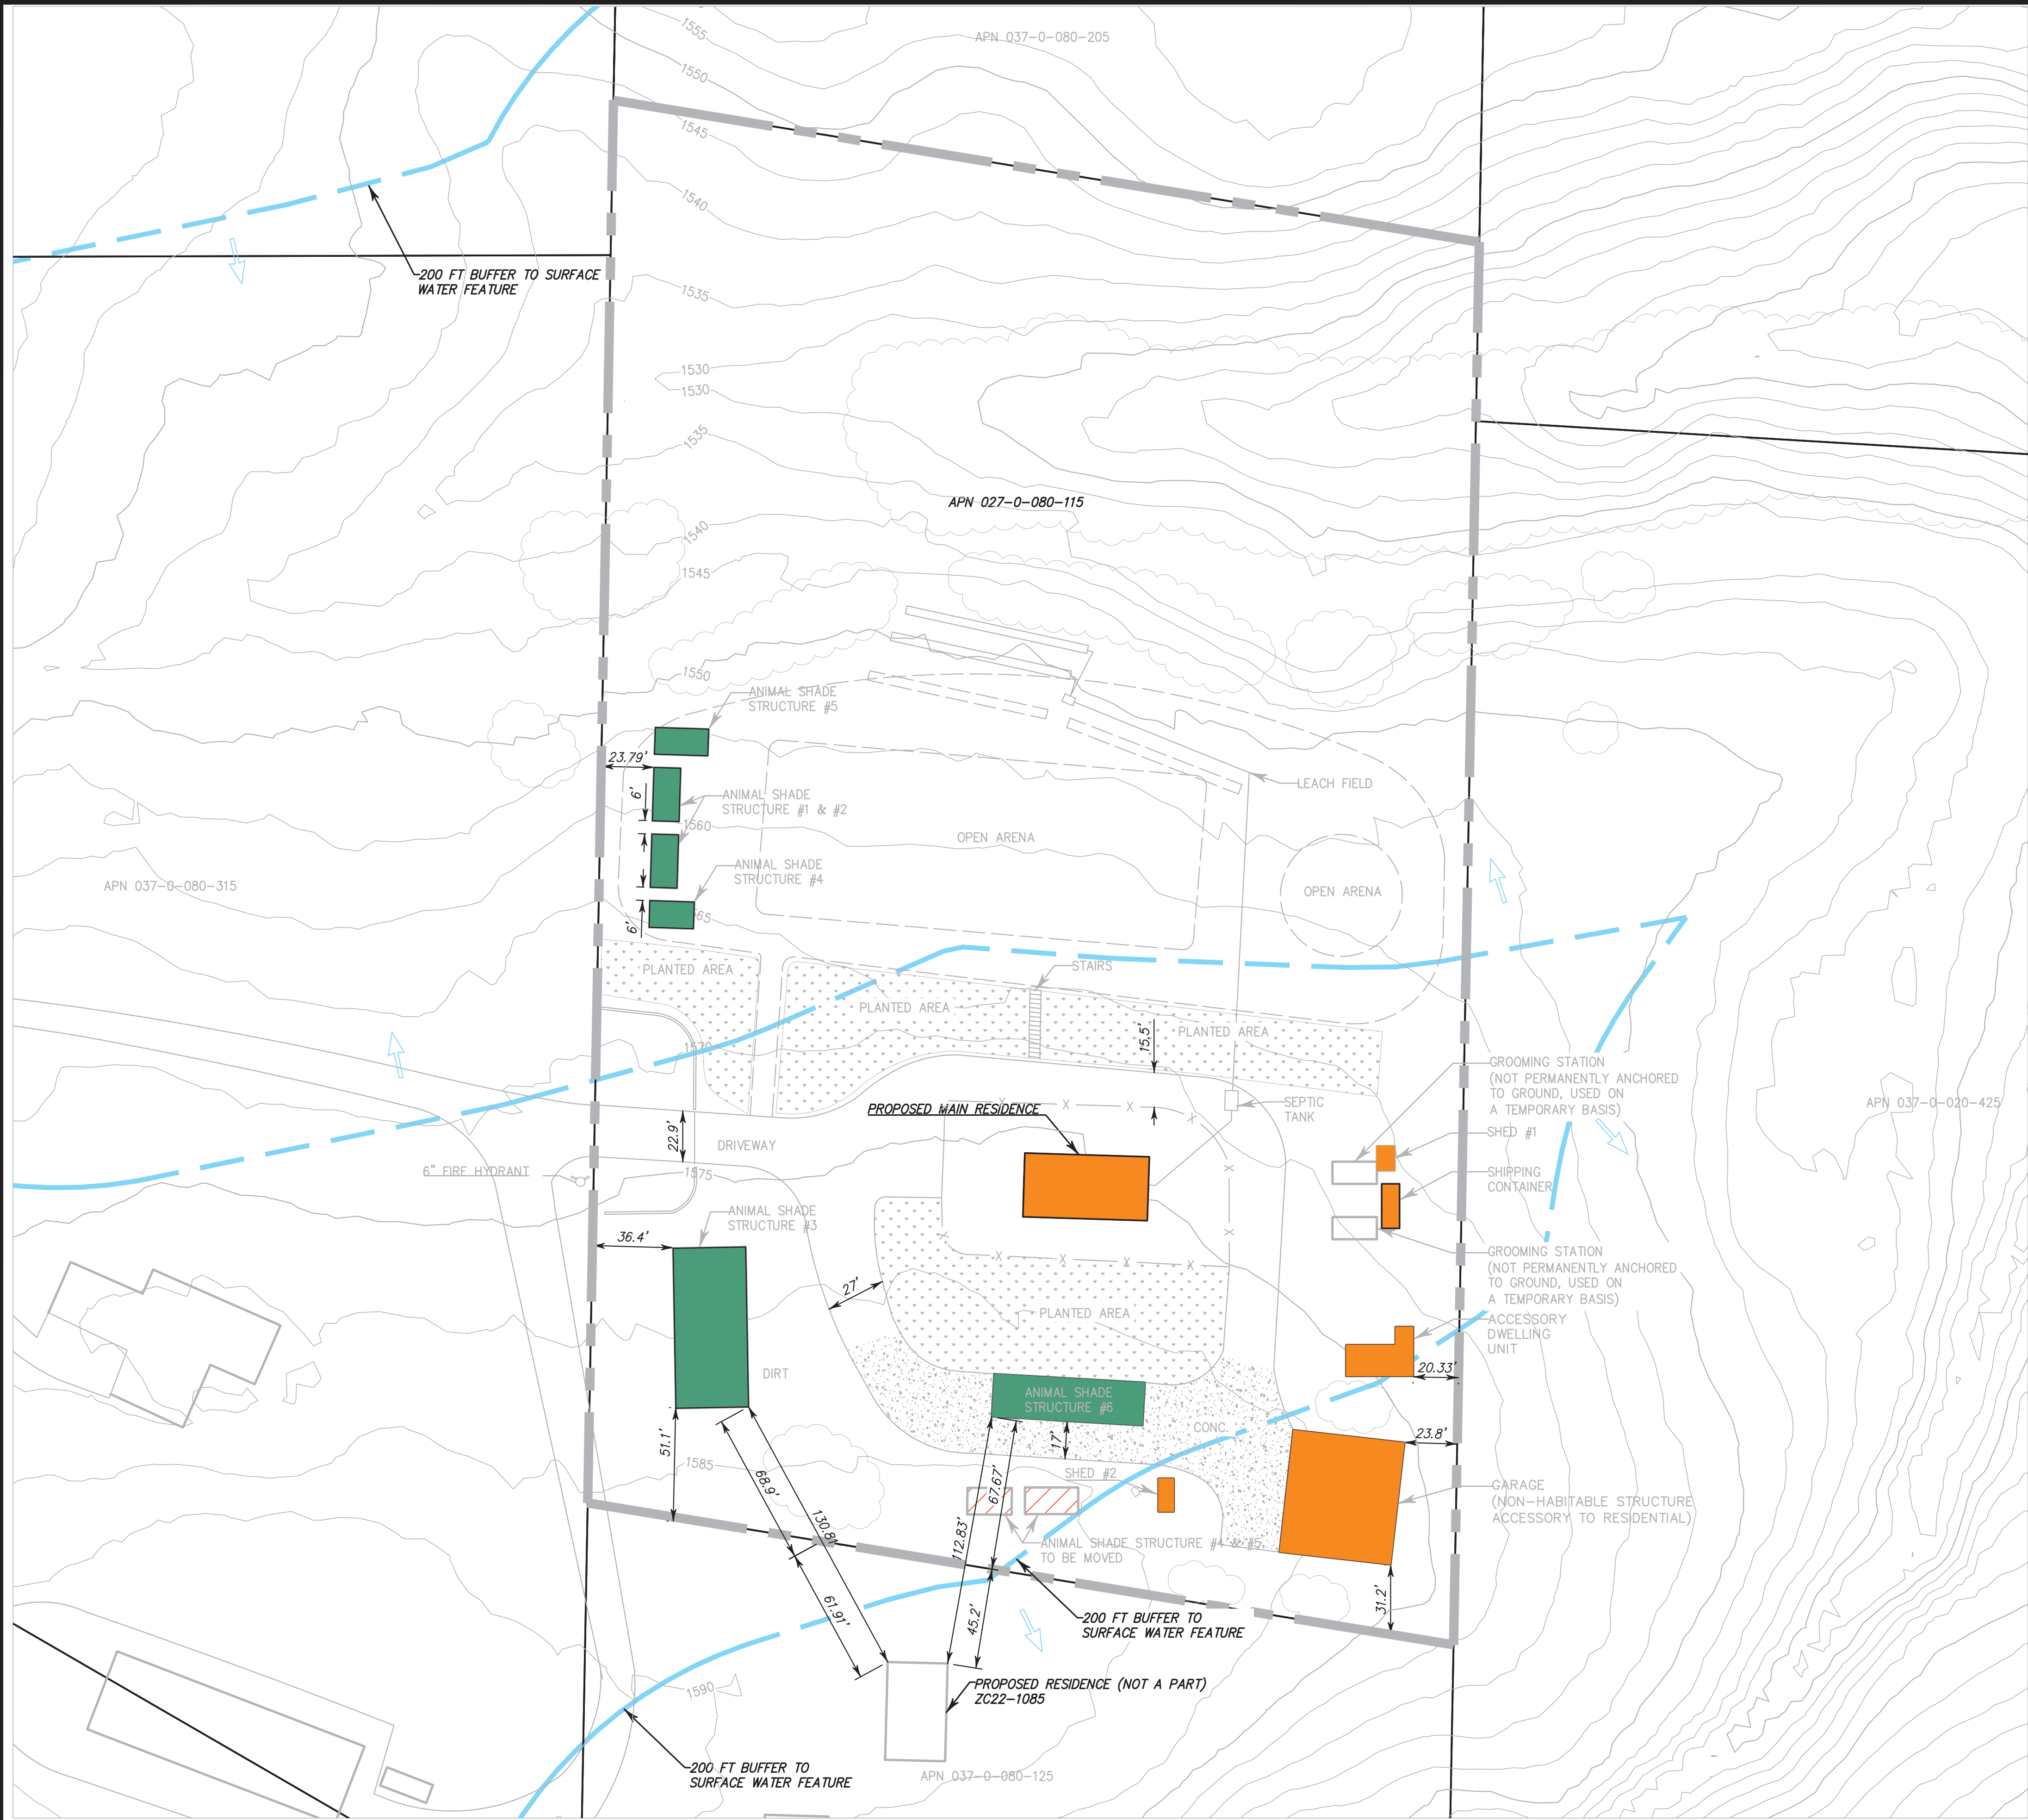 1555
APN 037-0-080-205
1550
1545
1540
200 FT BUFFER TO SURFACE
WATER FEATURE
1535
1530
1530
1535
APN 027-0-080-115
1540
1545
1550
ANIMAL SHADE
STRUCTURE #5
23.79'
6'
ANIMAL SHADE
STRUCTURE #1 & #2
1560
LEACH FIELD
OPEN ARENA
ANIMAL SHADE
STRUCTURE #4
APN 037-0-080-315
OPEN ARENA
65
6'
PLANTED AREA
STAIRS
PLANTED AREA
PLANTED AREA
15.5'
1570
GROOMING STATION
(NOT PERMANENTLY ANCHORED
TO GROUND, USED ON
A TEMPORARY BASIS)
APN 037-0-020-425
PROPOSED MAIN RESIDENCE
X X X X
SEPTIC
TANK
22.9'
DRIVEWAY
SHED #1
6" FIRE HYDRANT
1575
X
SHIPPING
CONTAINER
ANIMAL SHADE
STRUCTURE #3
36.4'
X X
X X X X
GROOMING STATION
(NOT PERMANENTLY ANCHORED
TO GROUND, USED ON
A TEMPORARY BASIS)
27'
PLANTED AREA
ACCESSORY
DWELLING
UNIT
DIRT
20.33'
ANIMAL SHADE
STRUCTURE #6
CONC.
51.1'
17'
23.8'
1585
SHED #2
68.9'
67.67'
GARAGE
(NON-HABITABLE STRUCTURE
ACCESSORY TO RESIDENTIAL)
130.8'
112.83'
ANIMAL SHADE STRUCTURE #4 & #5
TO BE MOVED
61.91'
45.2'
31.2'
200 FT BUFFER TO
SURFACE WATER FEATURE
1590
PROPOSED RESIDENCE (NOT A PART)
ZC22-1085
200 FT BUFFER TO
SURFACE WATER FEATURE
APN 037-0-080-125